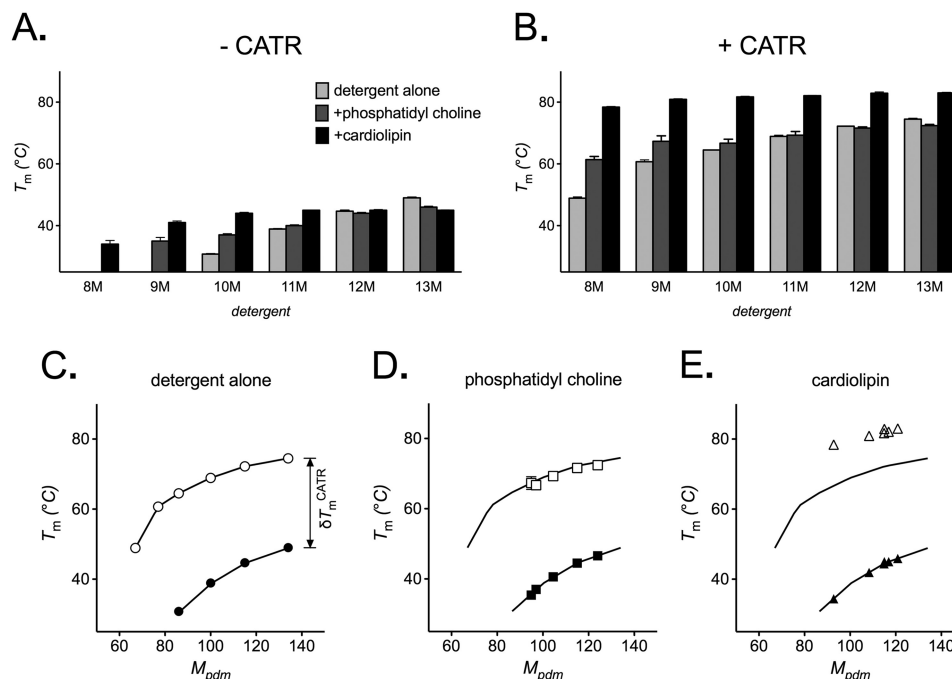 A.
- CATR
80
60
40
Tm (°C)
detergent alone
+phosphatidyl choline
+cardiolipin
8M 9M 10M 11M 12M 13M
detergent
B.
+ CATR
80
60
40
Tm (°C)
8M 9M 10M 11M 12M 13M
detergent
C.
detergent alone
80
60
40
Tm (°C)
δTmCATR
60 80 100 120 140
Mpdm
D.
phosphatidyl choline
80
60
40
Tm (°C)
60 80 100 120 140
Mpdm
E.
cardiolipin
80
60
40
Tm (°C)
60 80 100 120 140
Mpdm